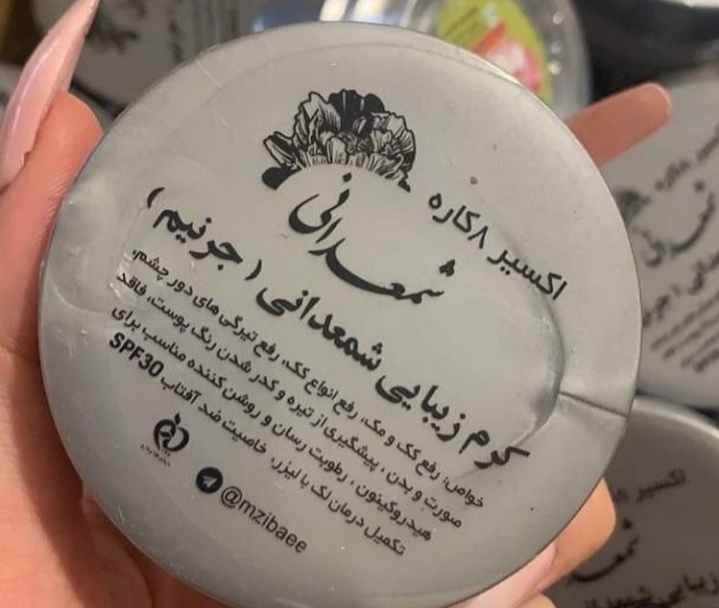 اکسیر ۸ کاره
شمعدانی
کرم زیبایی شمعدانی ( جرنیم )
خواص: رفع کک و مک، رفع انواع لک، رفع تیرگی های دور چشم،
صورت و بدن ، پیشگیری از تیره و کدر شدن رنگ پوست، فاقد
هیدروکینون ، رطوبت رسان و روشن کننده مناسب برای
تکمیل درمان لک با لیزر. خاصیت ضد آفتاب SPF30
@mzibaee